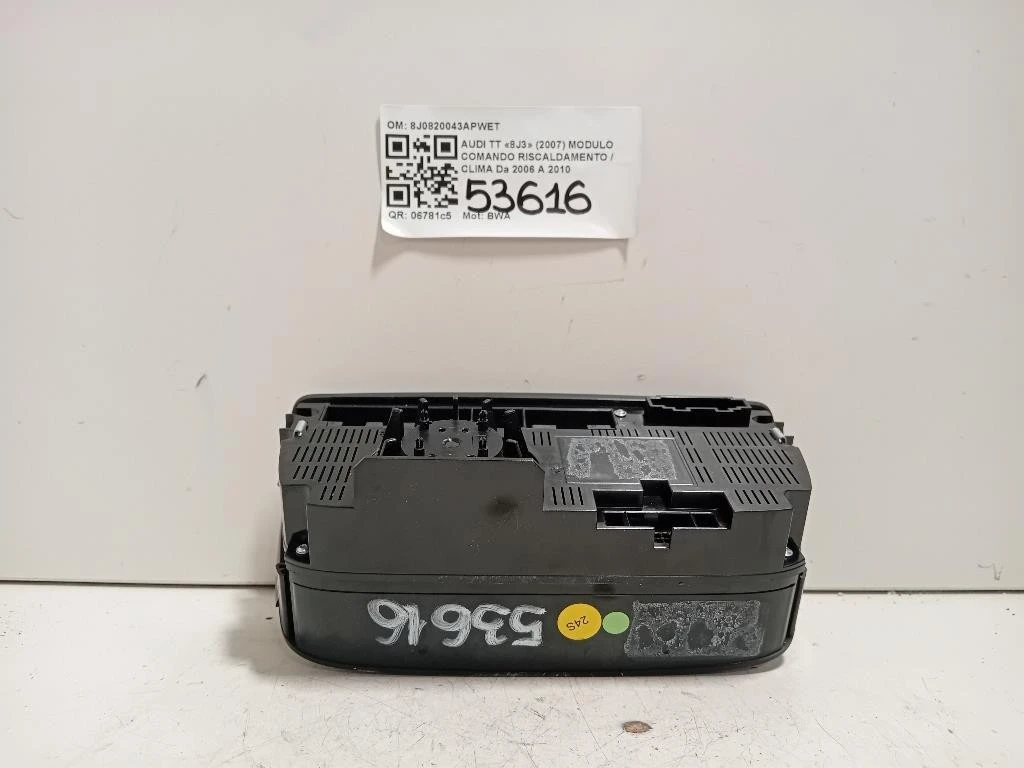 OM: 8J0820043APWET
AUDI TT «8J3» (2007) MODULO
COMANDO RISCALDAMENTO /
CLIMA Da 2006 A 2010
53616
QR: 06781c5 Mot: BWA
53616
24S